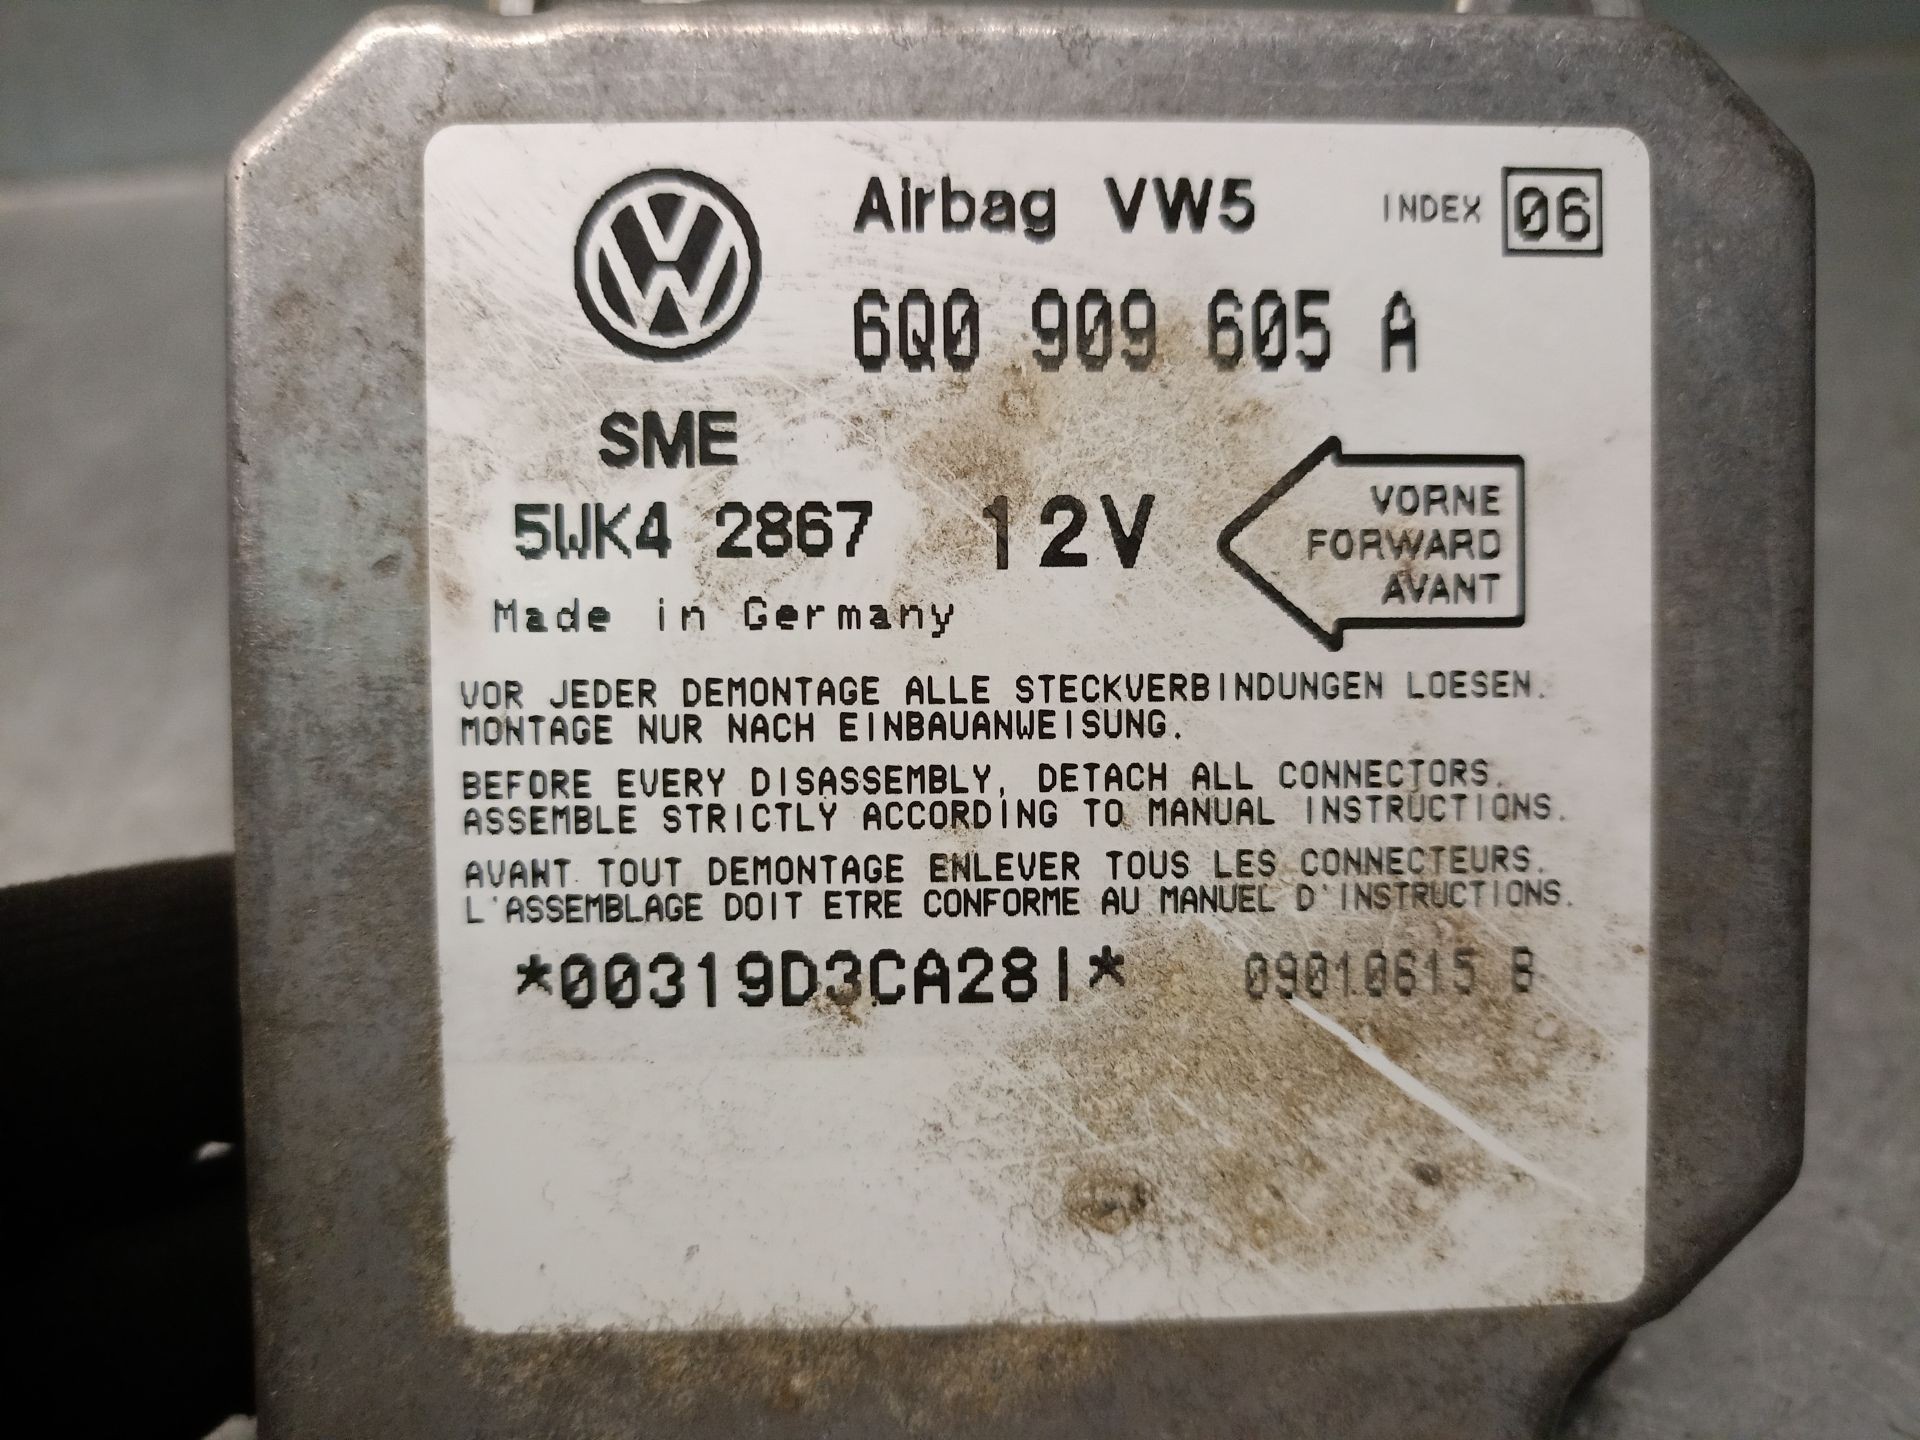 Airbag VW5 INDEX 06
6Q0 909 605 A
SME
5WK4 2867 12V
VORNE
FORWARD
AVANT
Made in Germany
VOR JEDER DEMONTAGE ALLE STECKVERBINDUNGEN LOESEN.
MONTAGE NUR NACH EINBAUANWEISUNG.
BEFORE EVERY DISASSEMBLY, DETACH ALL CONNECTORS.
ASSEMBLE STRICTLY ACCORDING TO MANUAL INSTRUCTIONS.
AVANT TOUT DEMONTAGE ENLEVER TOUS LES CONNECTEURS.
L'ASSEMBLAGE DOIT ETRE CONFORME AU MANUEL D'INSTRUCTIONS.
*00319D3CA28I* 09010615 B